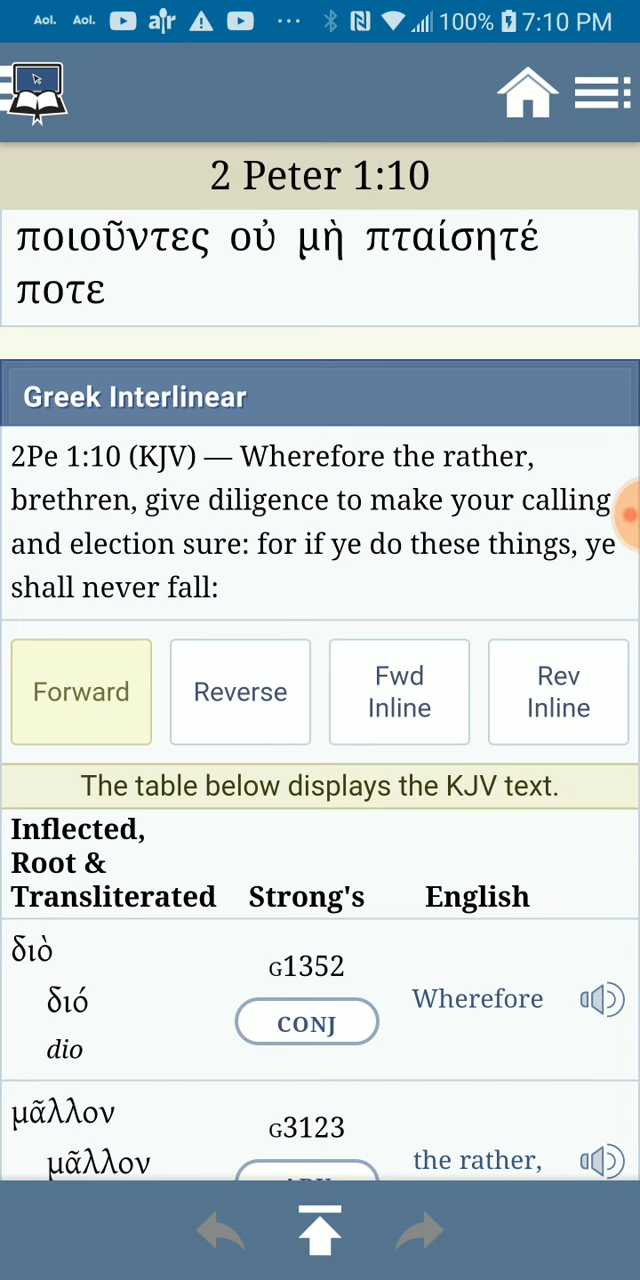 Aol. Aol. ajr ... 100% 7:10 PM
2 Peter 1:10
ποιοῦντες οὐ μὴ πταίσητέ
ποτε
Greek Interlinear
2Pe 1:10 (KJV) — Wherefore the rather,
brethren, give diligence to make your calling
and election sure: for if ye do these things, ye
shall never fall:
Forward
Reverse
Fwd
Inline
Rev
Inline
The table below displays the KJV text.
Inflected,
Root &
Transliterated Strong's English
διὸ
G1352
διό
Wherefore
CONJ
dio
μᾶλλον
G3123
μᾶλλον
the rather,